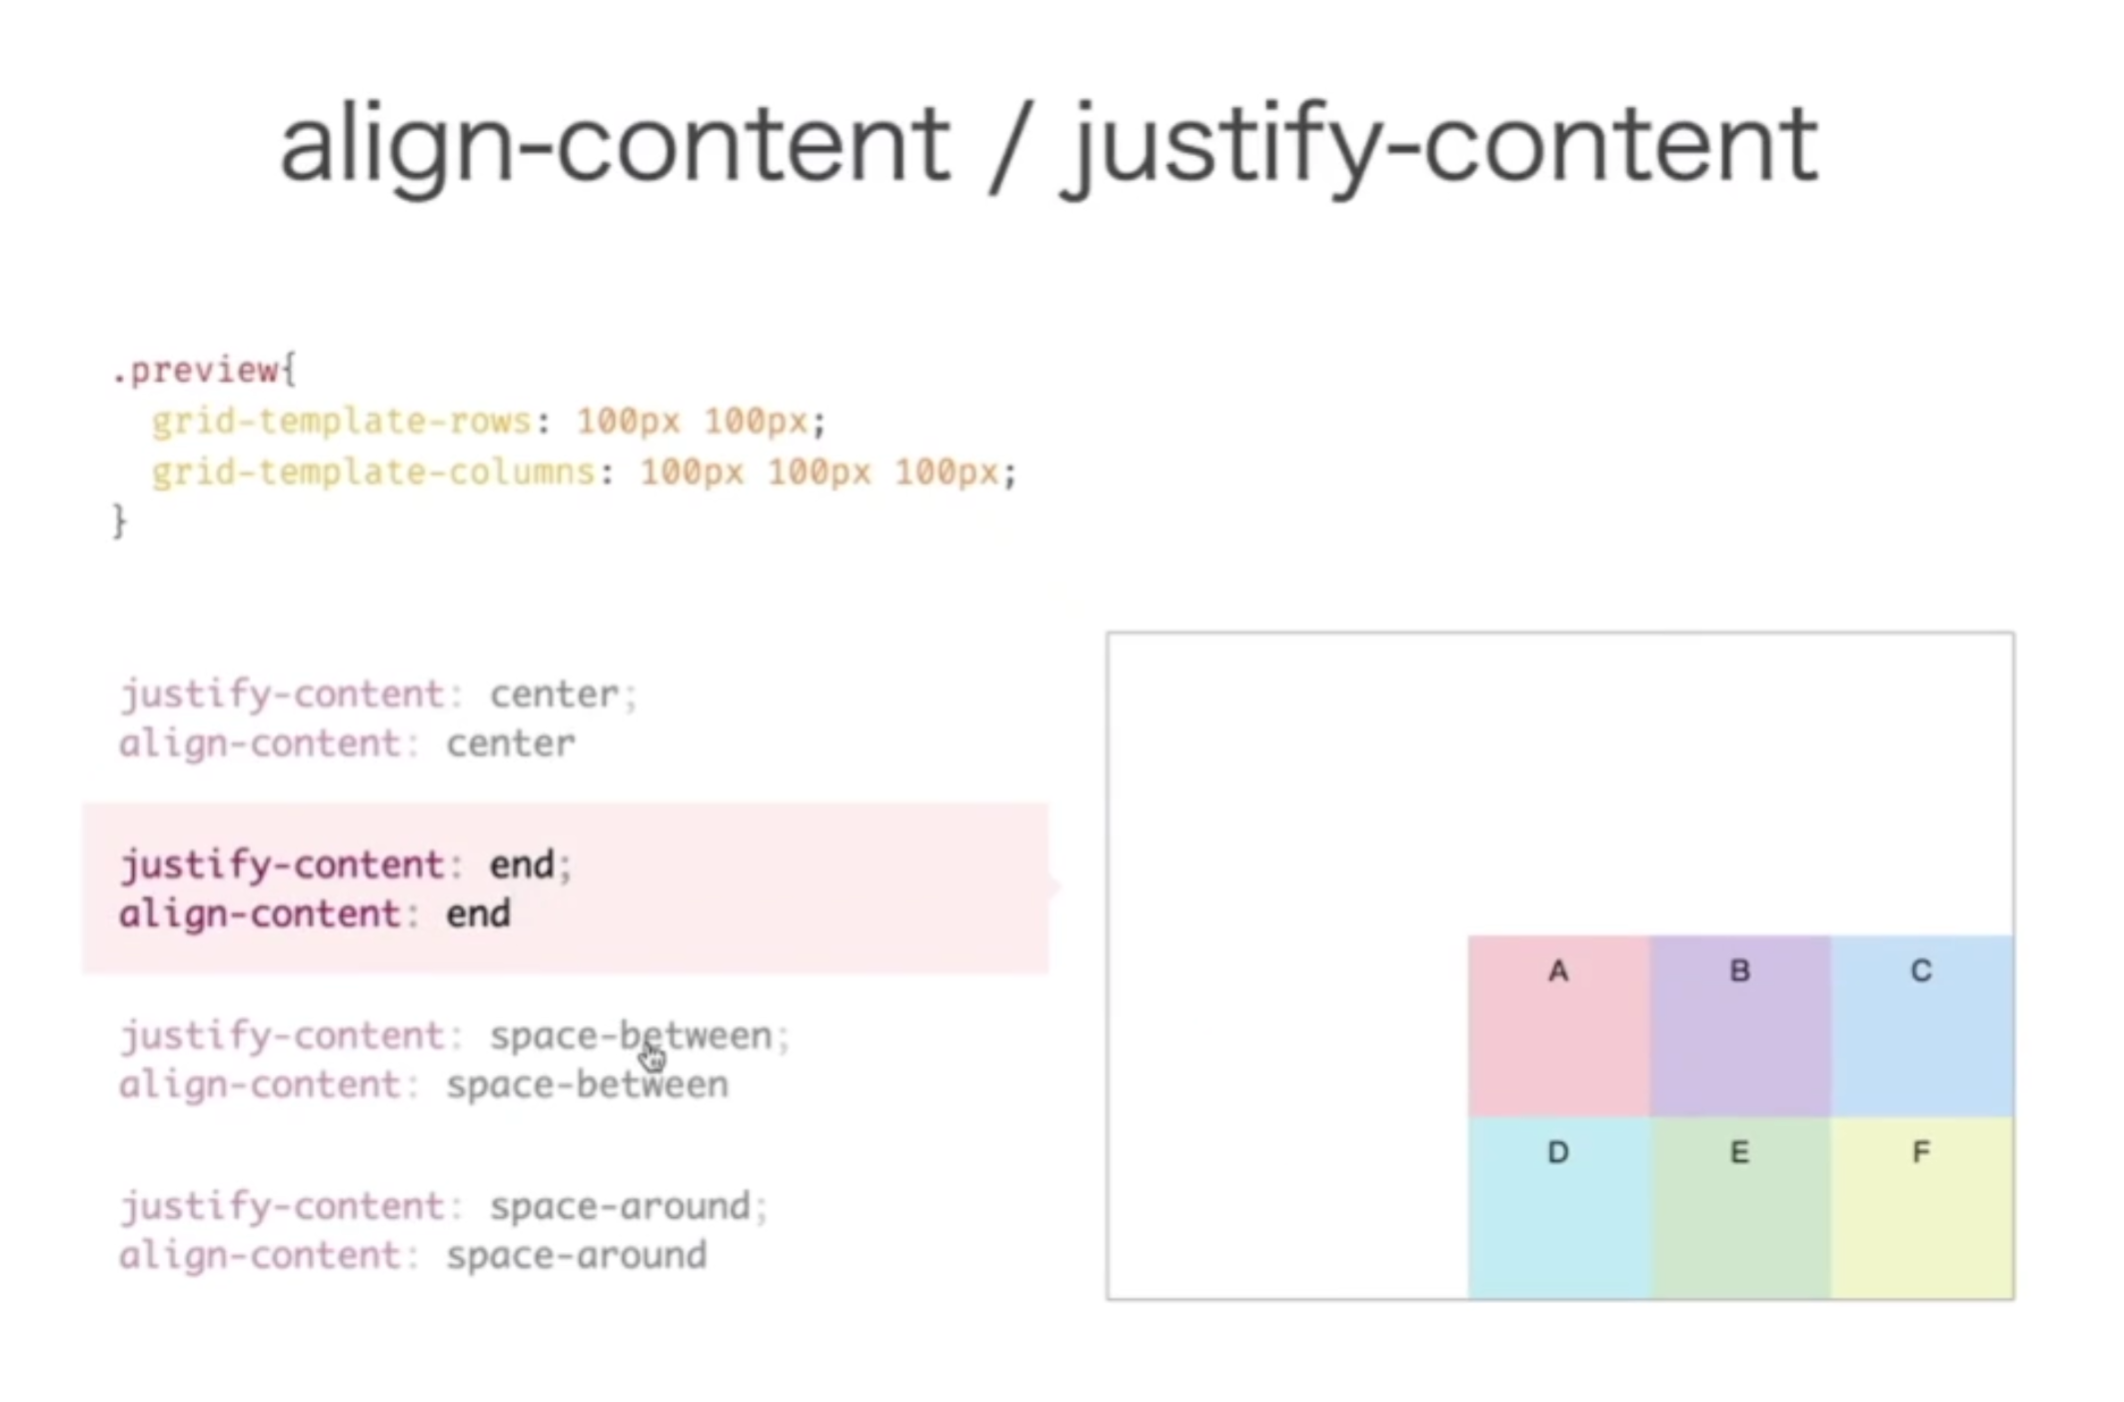 align-content / justify-content
.preview{
  grid-template-rows: 100px 100px;
  grid-template-columns: 100px 100px 100px;
}
justify-content: center;
align-content: center
justify-content: end;
align-content: end
justify-content: space-between;
align-content: space-between
justify-content: space-around;
align-content: space-around
A B C
D E F